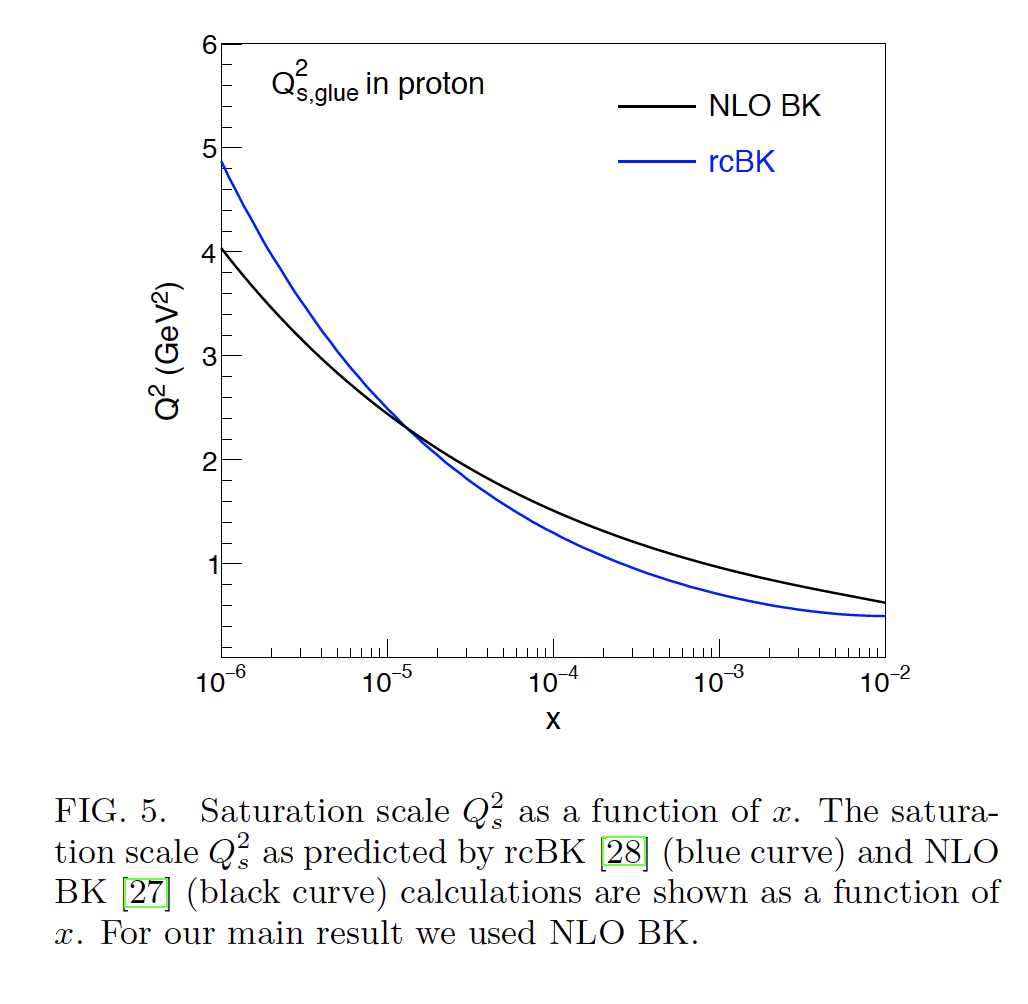 6
Q²s,glue in proton
NLO BK
rcBK
5
4
3
2
1
Q² (GeV²)
10⁻⁶ 10⁻⁵ 10⁻⁴ 10⁻³ 10⁻²
x
FIG. 5. Saturation scale Q²s as a function of x. The satura-
tion scale Q²s as predicted by rcBK [28] (blue curve) and NLO
BK [27] (black curve) calculations are shown as a function of
x. For our main result we used NLO BK.